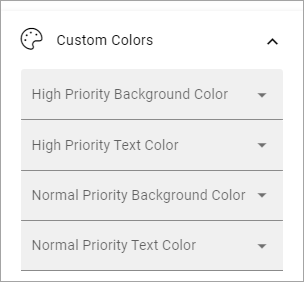 Custom Colors
High Priority Background Color
High Priority Text Color
Normal Priority Background Color
Normal Priority Text Color